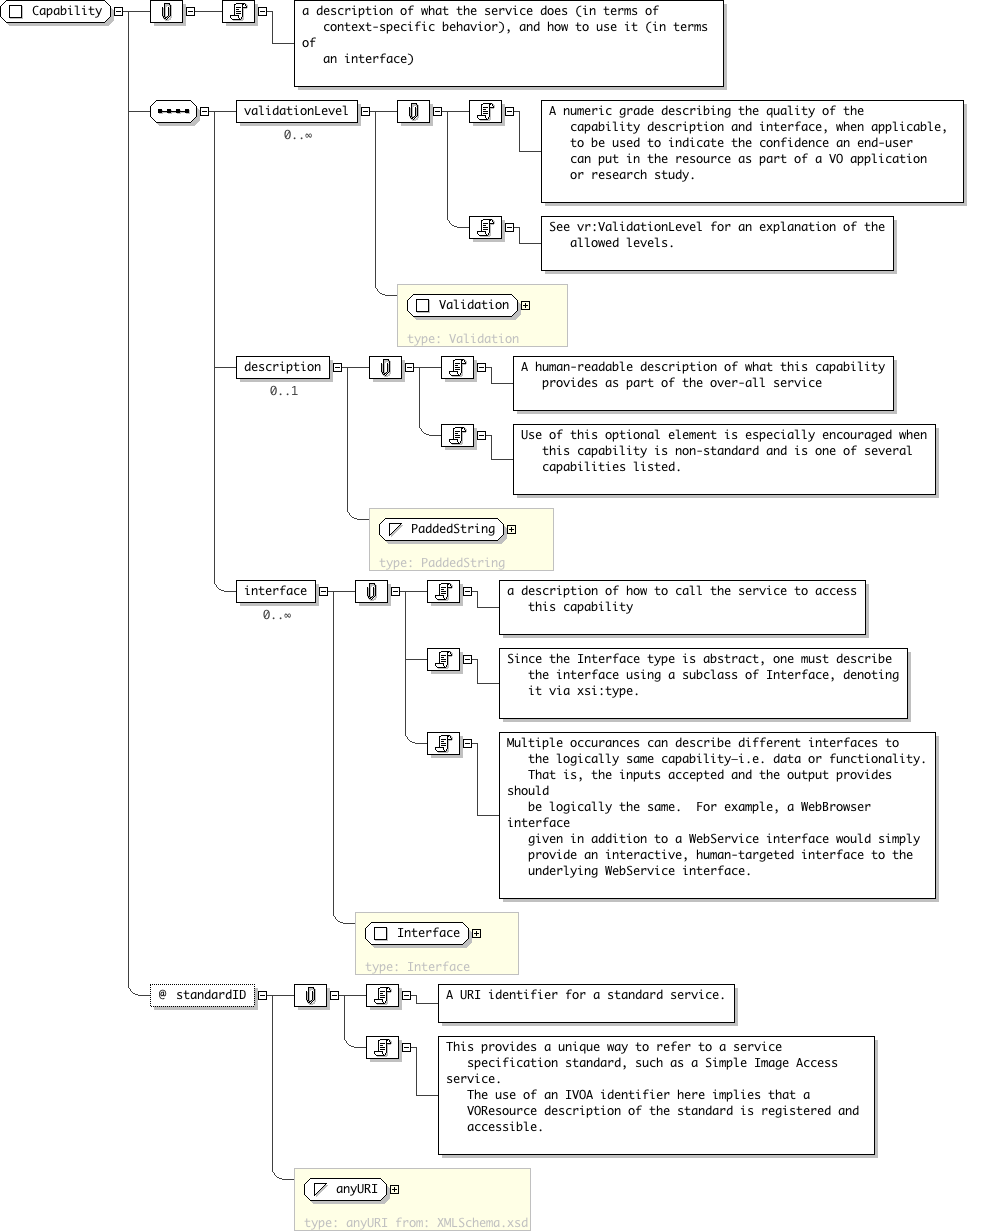 Capability
a description of what the service does (in terms of
context-specific behavior), and how to use it (in terms
of
an interface)
validationLevel
0..∞
A numeric grade describing the quality of the
capability description and interface, when applicable,
to be used to indicate the confidence an end-user
can put in the resource as part of a VO application
or research study.
See vr:ValidationLevel for an explanation of the
allowed levels.
Validation
type: Validation
description
0..1
A human-readable description of what this capability
provides as part of the over-all service
Use of this optional element is especially encouraged when
this capability is non-standard and is one of several
capabilities listed.
PaddedString
type: PaddedString
interface
0..∞
a description of how to call the service to access
this capability
Since the Interface type is abstract, one must describe
the interface using a subclass of Interface, denoting
it via xsi:type.
Multiple occurances can describe different interfaces to
the logically same capability—i.e. data or functionality.
That is, the inputs accepted and the output provides
should
be logically the same.  For example, a WebBrowser
interface
given in addition to a WebService interface would simply
provide an interactive, human-targeted interface to the
underlying WebService interface.
Interface
type: Interface
@ standardID
A URI identifier for a standard service.
This provides a unique way to refer to a service
specification standard, such as a Simple Image Access
service.
The use of an IVOA identifier here implies that a
VOResource description of the standard is registered and
accessible.
anyURI
type: anyURI from: XMLSchema.xsd